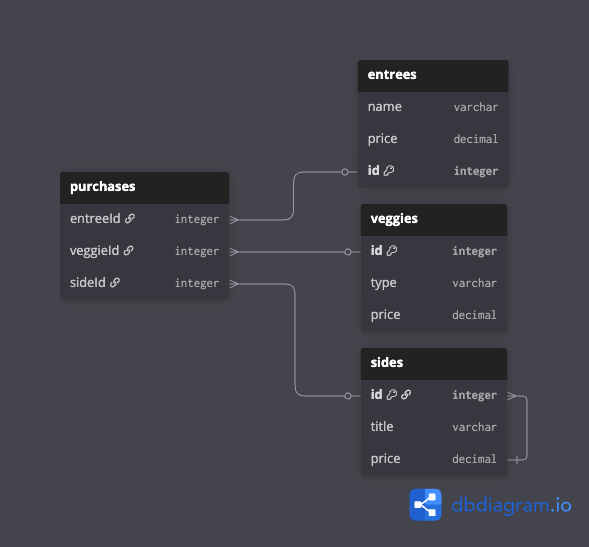 entrees
name varchar
price decimal
id integer
purchases
entreeId integer
veggieId integer
sideId integer
veggies
id integer
type varchar
price decimal
sides
id integer
title varchar
price decimal
dbdiagram.io